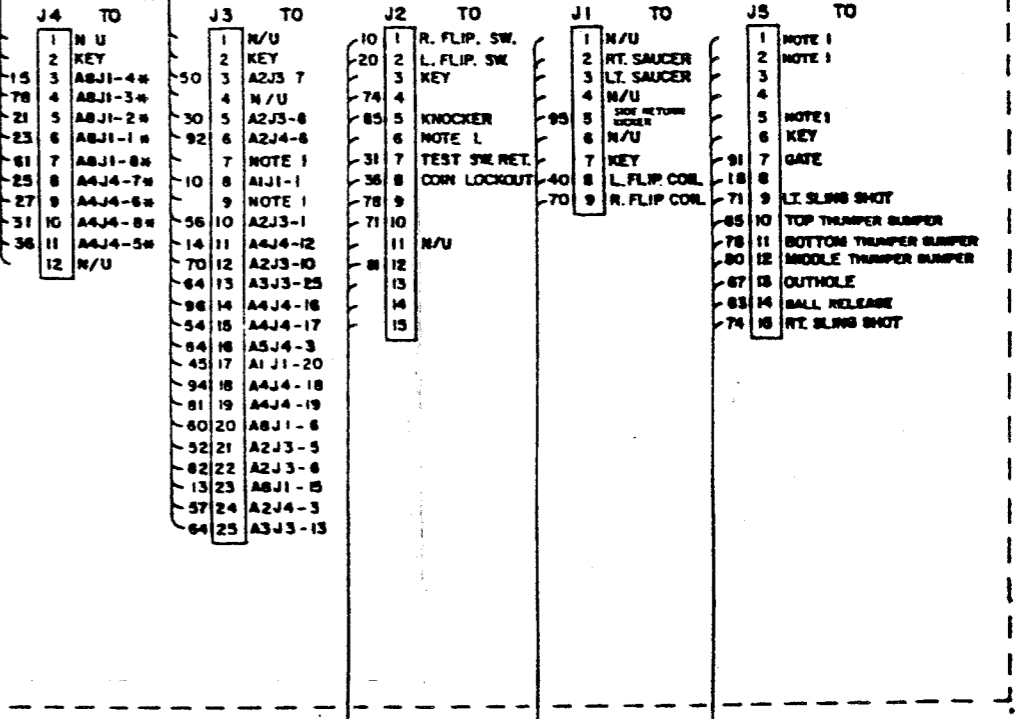 J4 TO
1 N U
2 KEY
15 3 A8J1-4*
78 4 A8J1-3*
21 5 A8J1-2*
23 6 A8J1-1*
61 7 A8J1-8*
25 8 A4J4-7*
27 9 A4J4-6*
31 10 A4J4-8*
36 11 A4J4-5*
12 N/U
J3 TO
1 N/U
2 KEY
50 3 A2J3 7
4 N/U
30 5 A2J3-8
92 6 A2J4-6
7 NOTE 1
10 8 A1J1-1
9 NOTE 1
56 10 A2J3-1
14 11 A4J4-12
70 12 A2J3-10
64 13 A3J3-25
96 14 A4J4-16
54 15 A4J4-17
84 16 A5J4-3
45 17 A1J1-20
94 18 A4J4-18
81 19 A4J4-19
60 20 A8J1-6
52 21 A2J3-5
82 22 A2J3-6
13 23 A8J1-15
57 24 A2J4-3
64 25 A3J3-13
J2 TO
10 1 R. FLIP. SW.
20 2 L. FLIP. SW
3 KEY
74 4
85 5 KNOCKER
6 NOTE 1
31 7 TEST SW. RET.
36 8 COIN LOCKOUT
78 9
71 10
11 N/U
81 12
13
14
15
J1 TO
1 N/U
2 RT. SAUCER
3 LT. SAUCER
4 N/U
95 5 SIDE RETURN KICKER
6 N/U
7 KEY
40 8 L. FLIP COIL
70 9 R. FLIP COIL
J5 TO
1 NOTE 1
2 NOTE 1
3
4
5 NOTE 1
6 KEY
91 7 GATE
18 8
71 9 LT. SLING SHOT
85 10 TOP THUMPER BUMPER
78 11 BOTTOM THUMPER BUMPER
80 12 MIDDLE THUMPER BUMPER
67 13 OUTHOLE
63 14 BALL RELEASE
74 15 RT. SLING SHOT